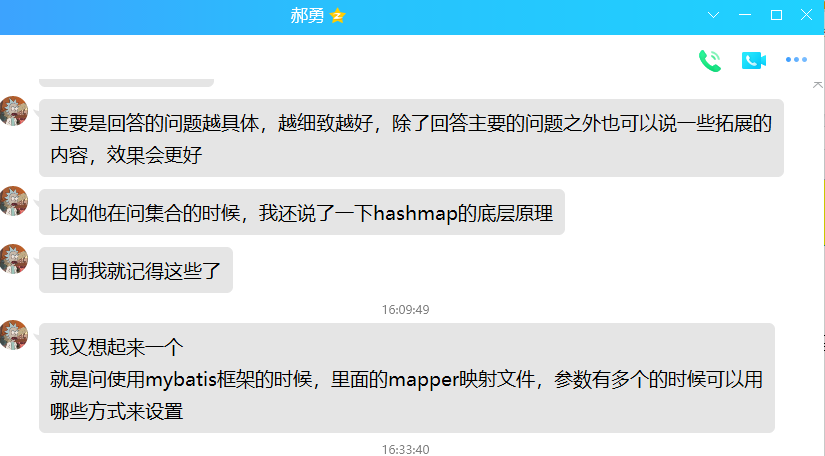 郝勇
主要是回答的问题越具体，越细致越好，除了回答主要的问题之外也可以说一些拓展的
内容，效果会更好
比如他在问集合的时候，我还说了一下hashmap的底层原理
目前我就记得这些了
16:09:49
我又想起来一个
就是问使用mybatis框架的时候，里面的mapper映射文件，参数有多个的时候可以用
哪些方式来设置
16:33:40